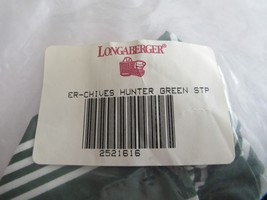 LONGABERGER®
ER-CHIVES HUNTER GREEN STP
2521616